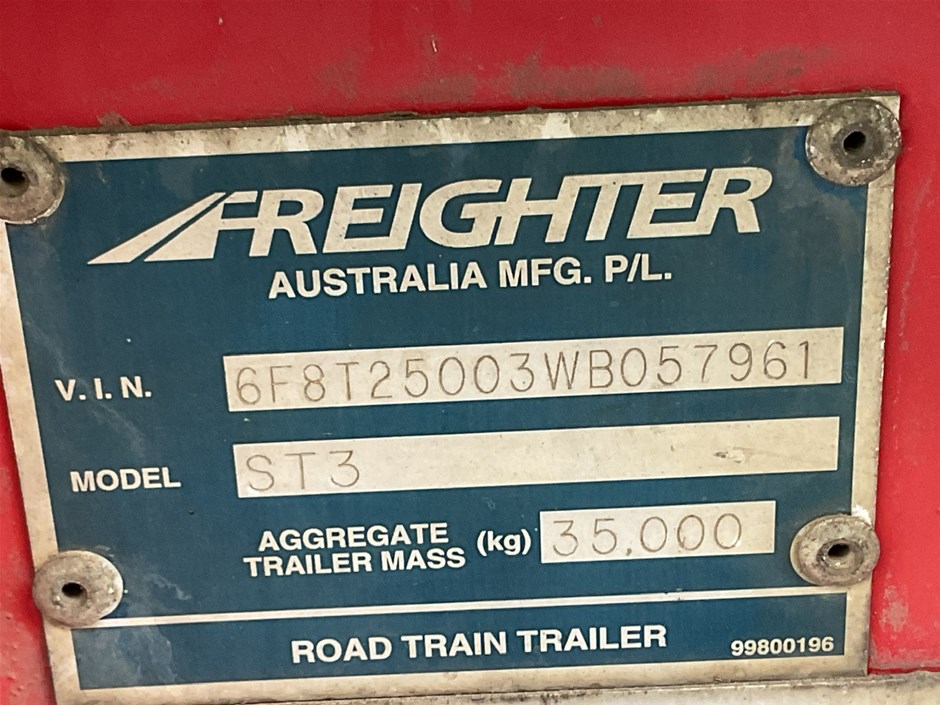 FREIGHTER
AUSTRALIA MFG. P/L.
V.I.N. 6F8T25003WB057961
MODEL ST3
AGGREGATE
TRAILER MASS (kg) 35,000
ROAD TRAIN TRAILER 99800196